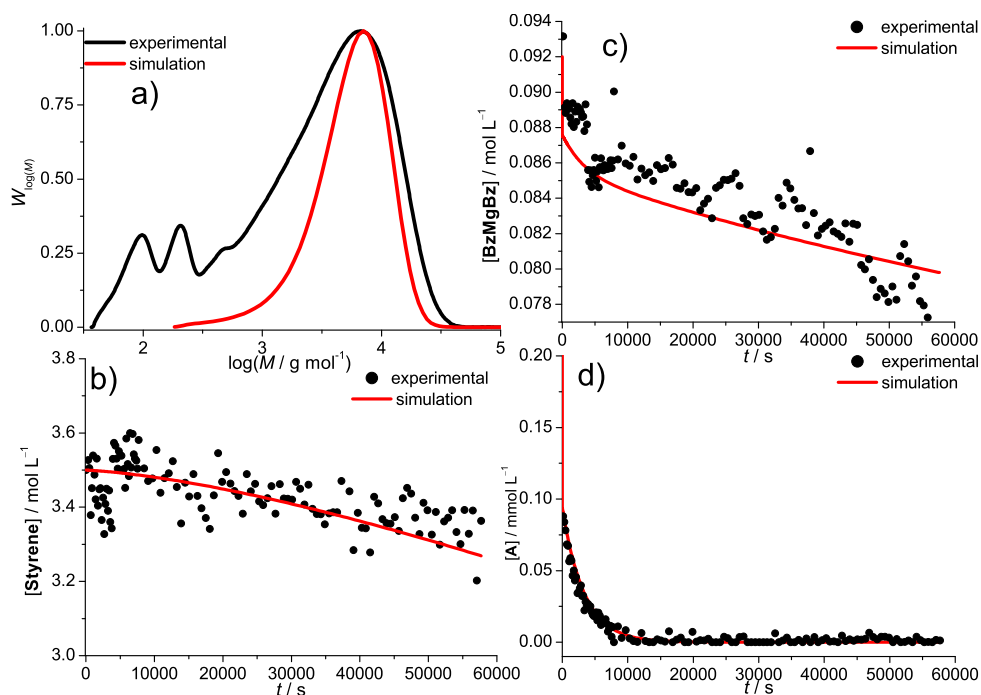 a)
experimental
simulation
W log(M)
1.00
0.75
0.50
0.25
0.00
2
3
4
5
log(M / g mol⁻¹)
b)
experimental
simulation
[Styrene] / mol L⁻¹
3.8
3.6
3.4
3.2
3.0
0
10000
20000
30000
40000
50000
60000
t / s
c)
experimental
simulation
[BzMgBz] / mol L⁻¹
0.094
0.092
0.090
0.088
0.086
0.084
0.082
0.080
0.078
0
10000
20000
30000
40000
50000
60000
t / s
d)
experimental
simulation
[A] / mmol L⁻¹
0.20
0.15
0.10
0.05
0.00
0
10000
20000
30000
40000
50000
60000
t / s